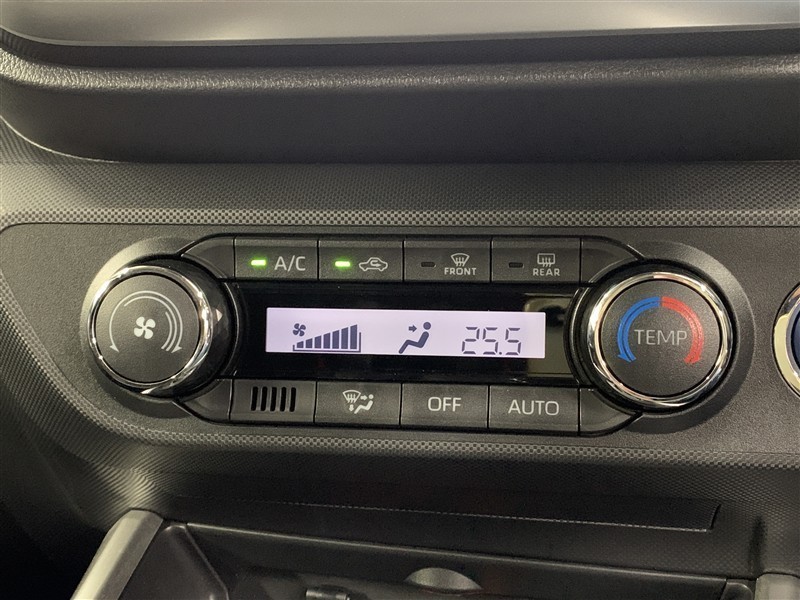 A/C
FRONT
REAR
25.5
TEMP
OFF
AUTO